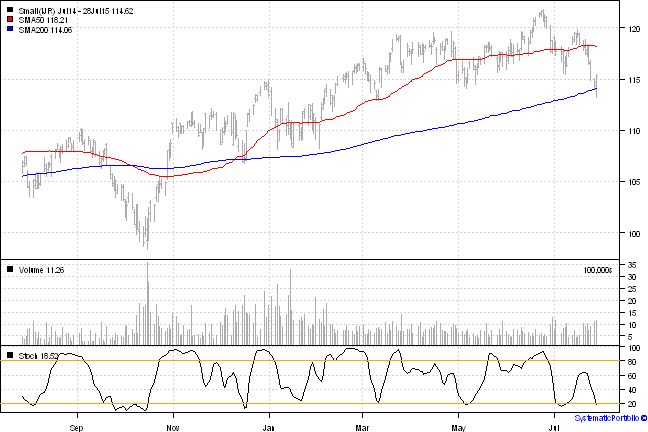 Small(IJR) Jul14 - 28Jul15 114.62
SMA50 118.21
SMA200 114.06
120
115
110
105
100
Volume 11.26
100,000s
35
30
25
20
15
10
5
Stoch 18.52
100
80
60
40
20
Sep Nov Jan Mar May Jul
SystematicPortfolio ©